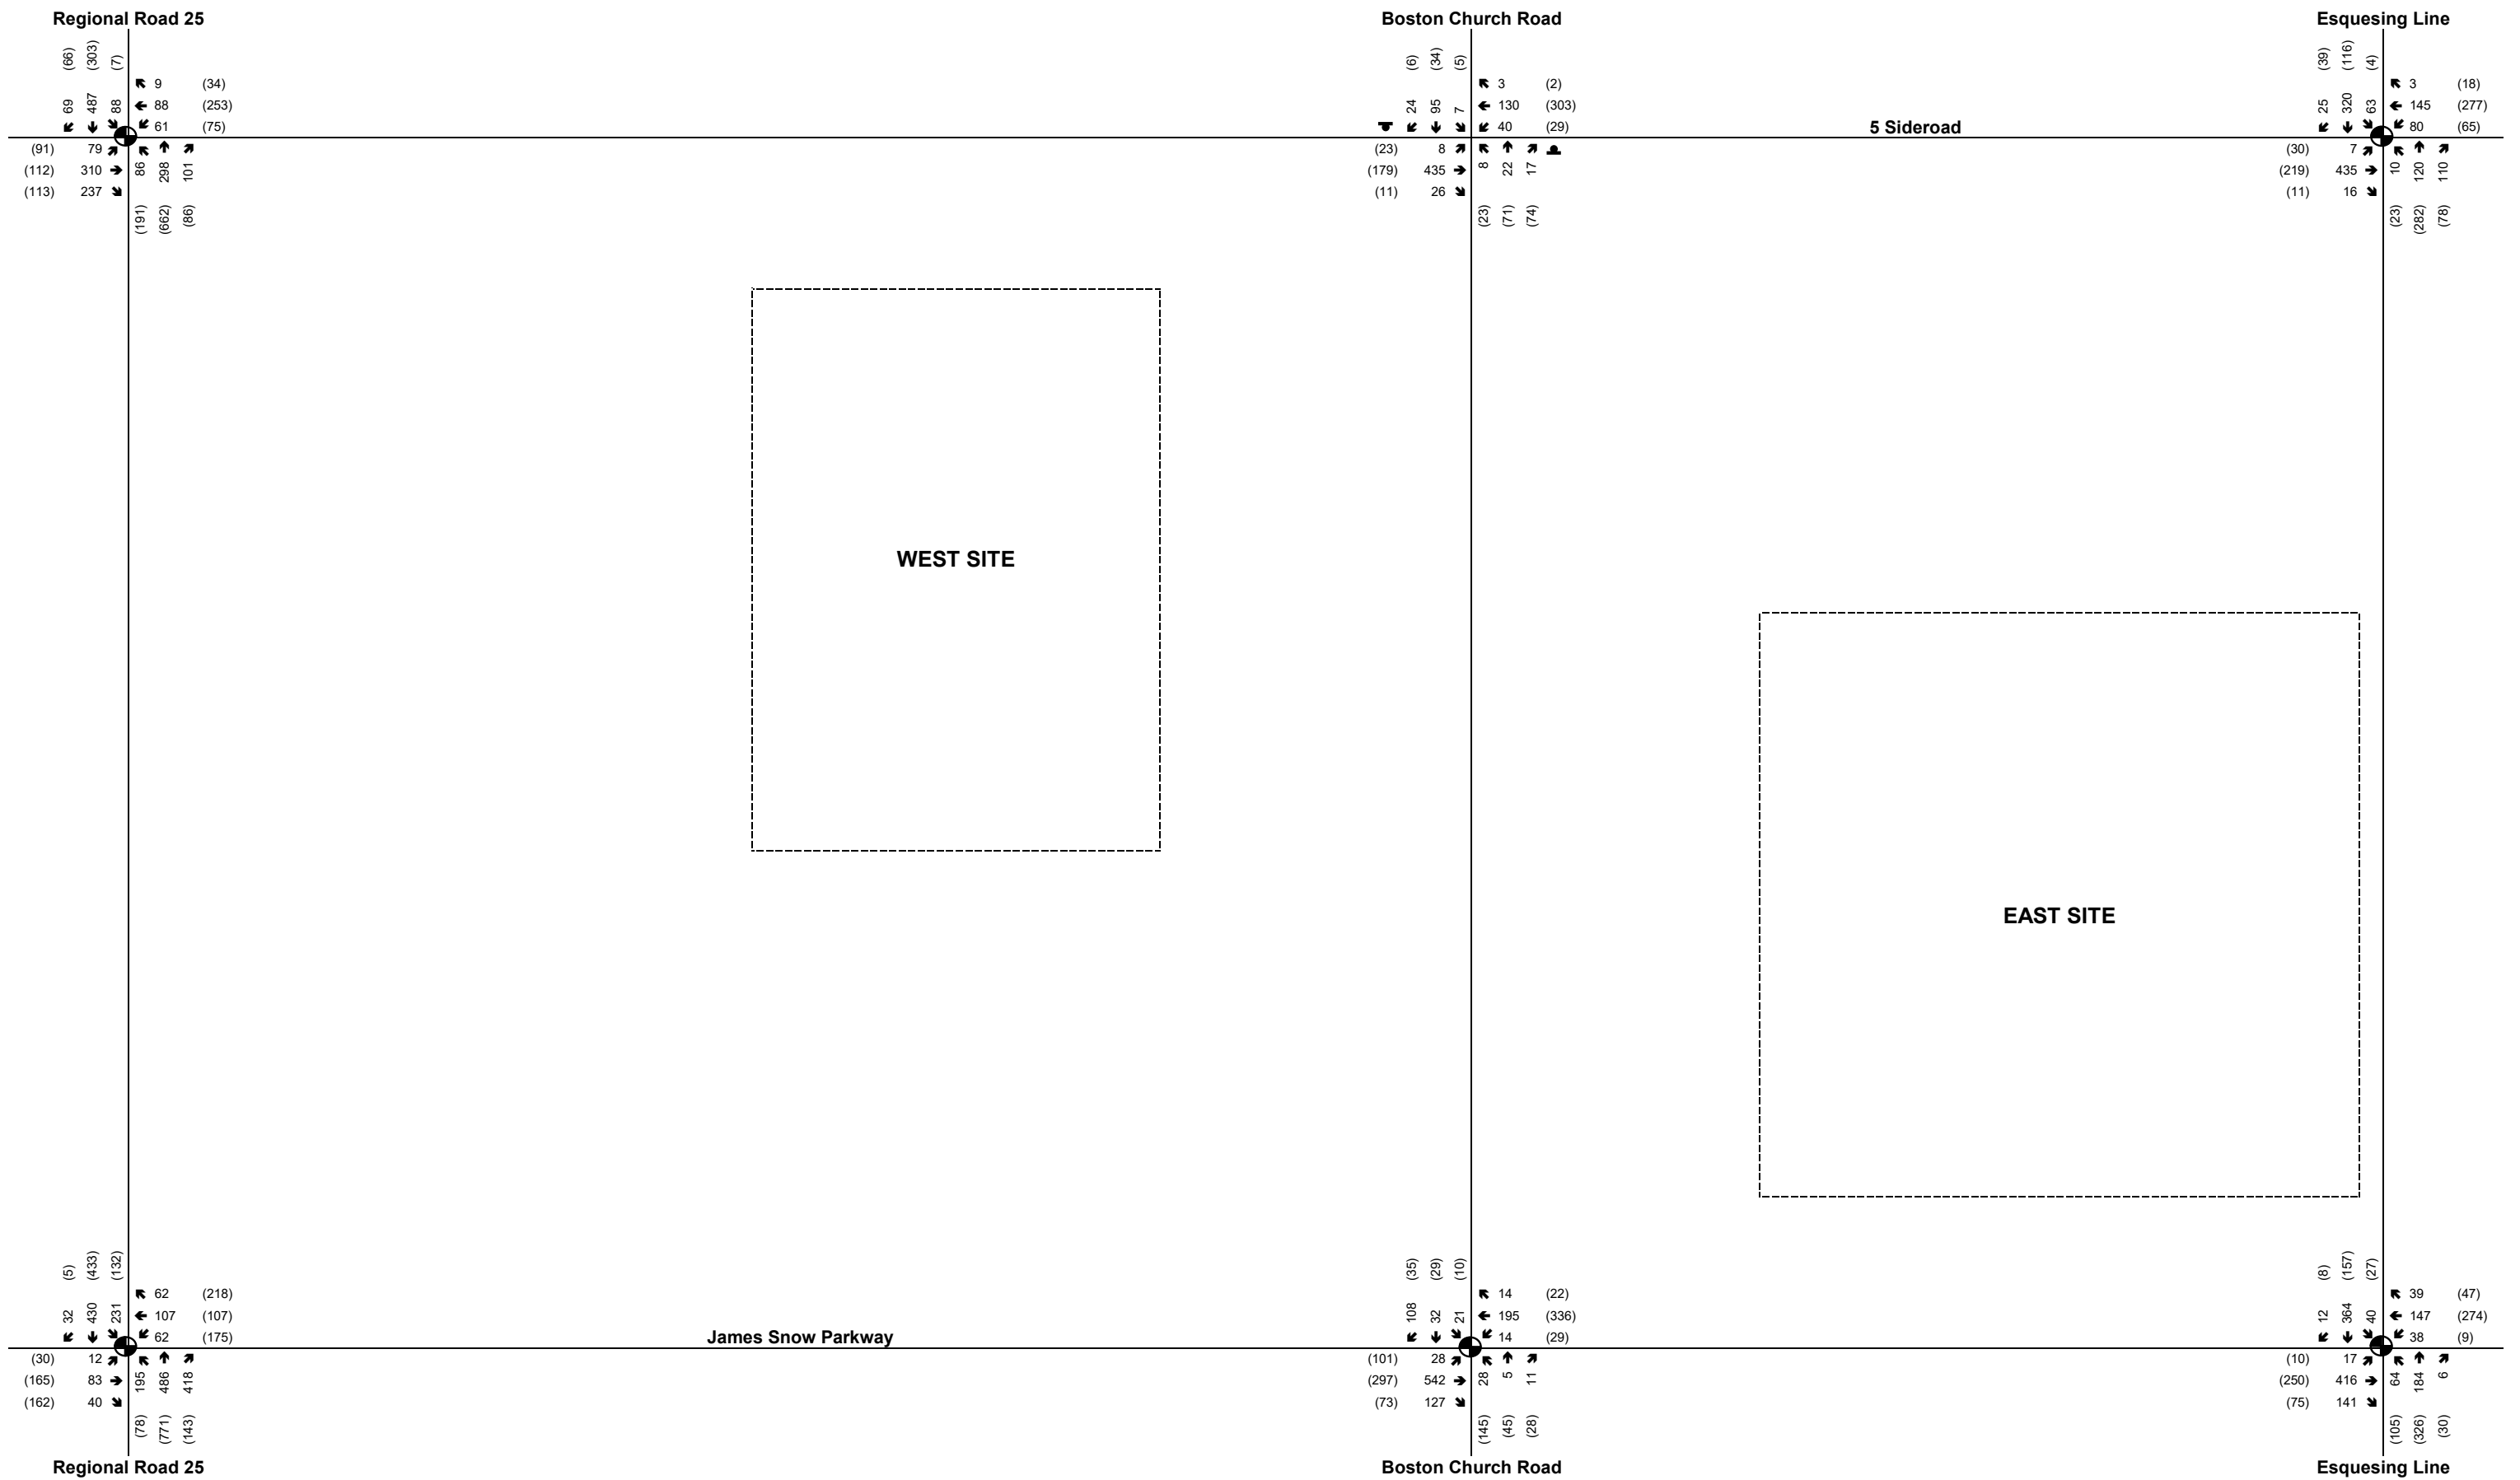 Regional Road 25
Boston Church Road
Esquesing Line
(66) (303) (7)
69 487 88
9 (34)
88 (253)
61 (75)
(91) 79
(112) 310
(113) 237
86 298 101
(191) (662) (86)
(6) (34) (5)
24 95 7
3 (2)
130 (303)
40 (29)
(23) 8
(179) 435
(11) 26
8 22 17
(23) (71) (74)
5 Sideroad
(39) (116) (4)
25 320 63
3 (18)
145 (277)
80 (65)
(30) 7
(219) 435
(11) 16
10 120 110
(23) (282) (78)
WEST SITE
EAST SITE
(5) (433) (132)
32 430 231
62 (218)
107 (107)
62 (175)
(30) 12
(165) 83
(162) 40
195 486 418
(78) (771) (143)
James Snow Parkway
(35) (29) (10)
108 32 21
14 (22)
195 (336)
14 (29)
(101) 28
(297) 542
(73) 127
28 5 11
(145) (45) (28)
(8) (157) (27)
12 364 40
39 (47)
147 (274)
38 (9)
(10) 17
(250) 416
(75) 141
64 184 6
(105) (326) (30)
Regional Road 25
Boston Church Road
Esquesing Line